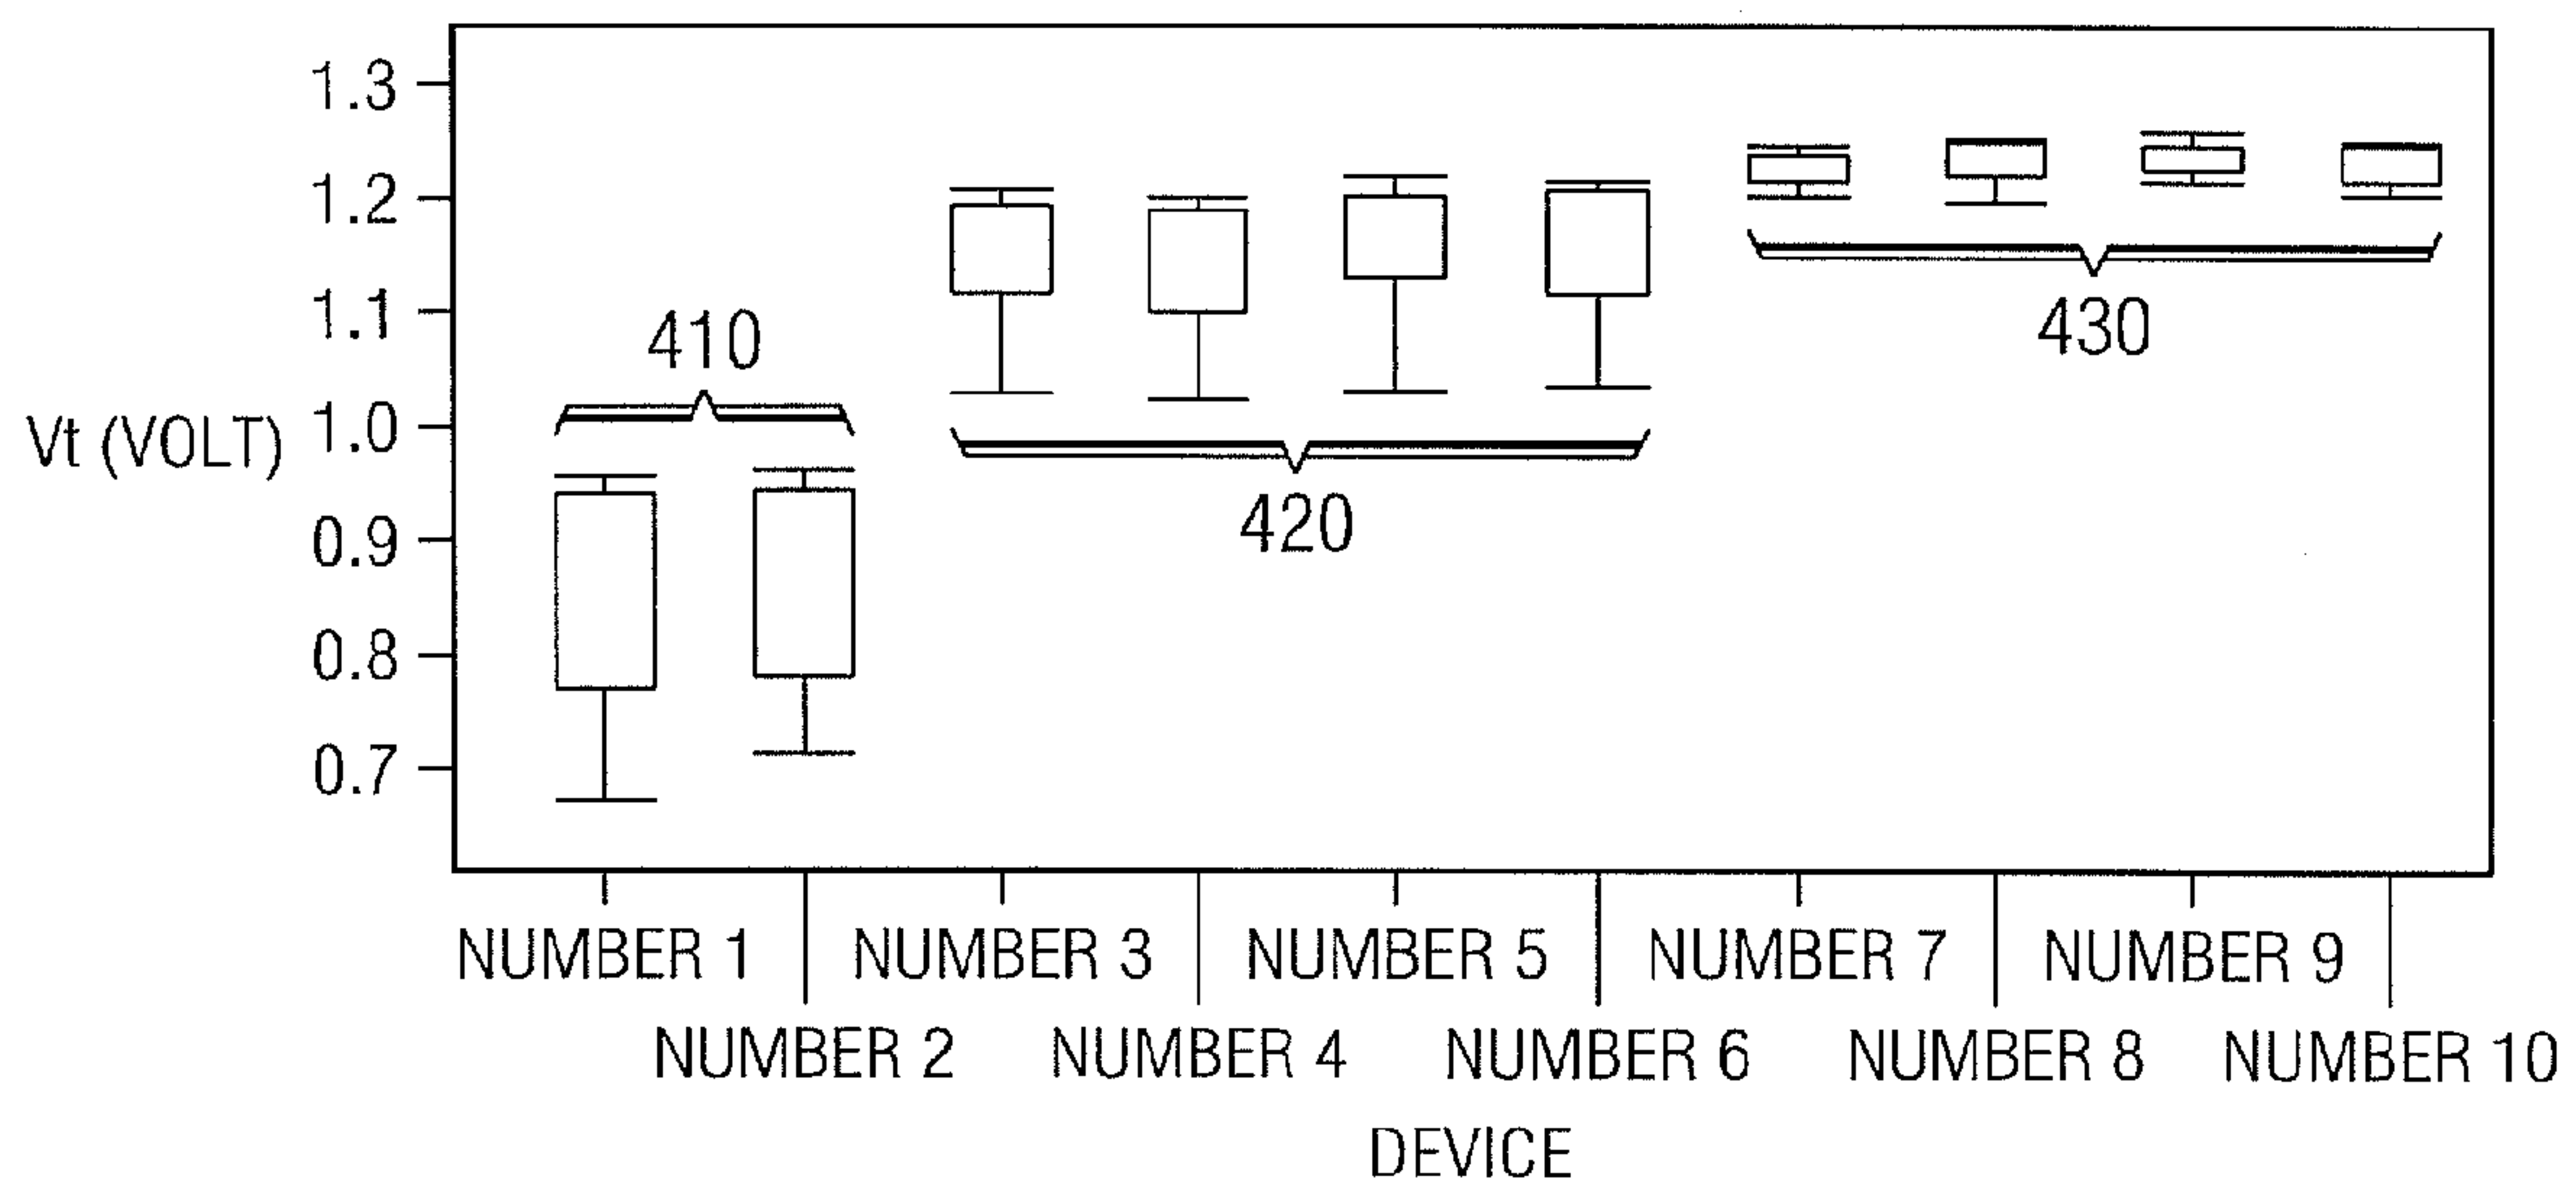 1.3
1.2
1.1
1.0
0.9
0.8
0.7
Vt (VOLT)
410
420
430
NUMBER 1
NUMBER 2
NUMBER 3
NUMBER 4
NUMBER 5
NUMBER 6
NUMBER 7
NUMBER 8
NUMBER 9
NUMBER 10
DEVICE